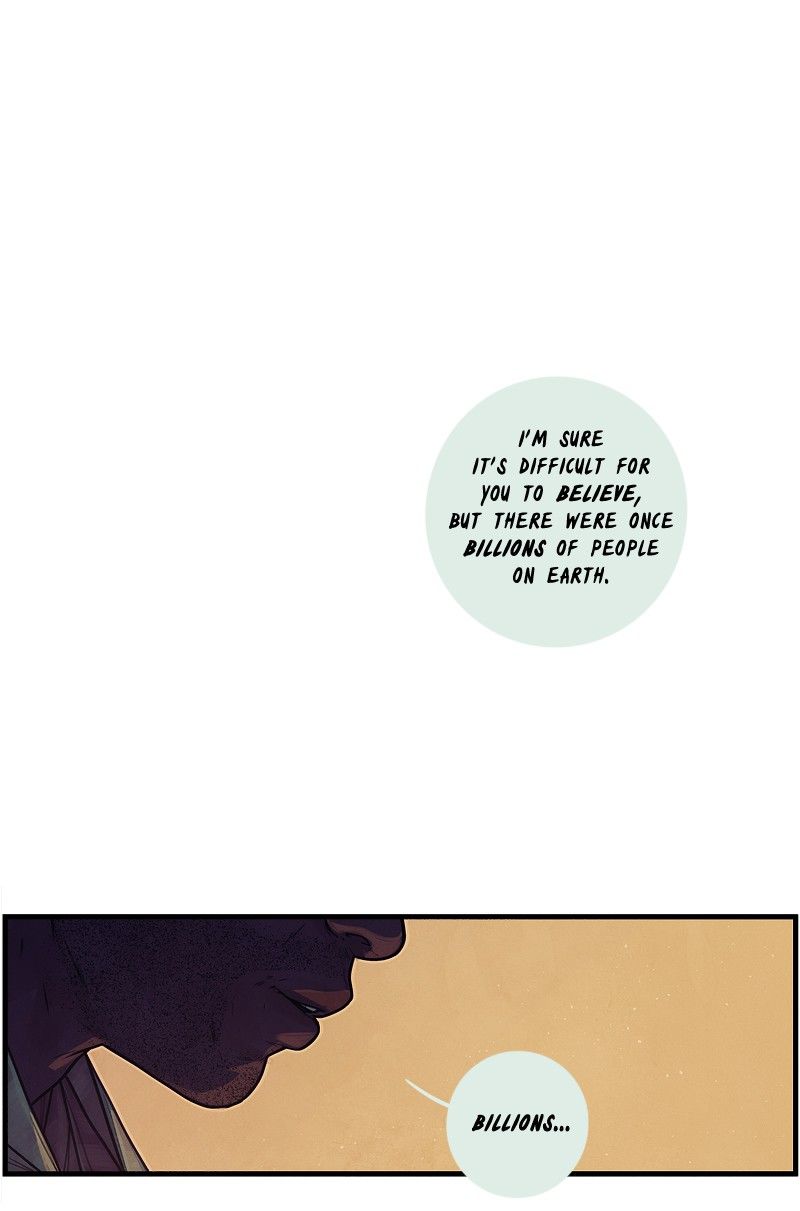 I'M SURE
IT'S DIFFICULT FOR
YOU TO BELIEVE,
BUT THERE WERE ONCE
BILLIONS OF PEOPLE
ON EARTH.
BILLIONS...